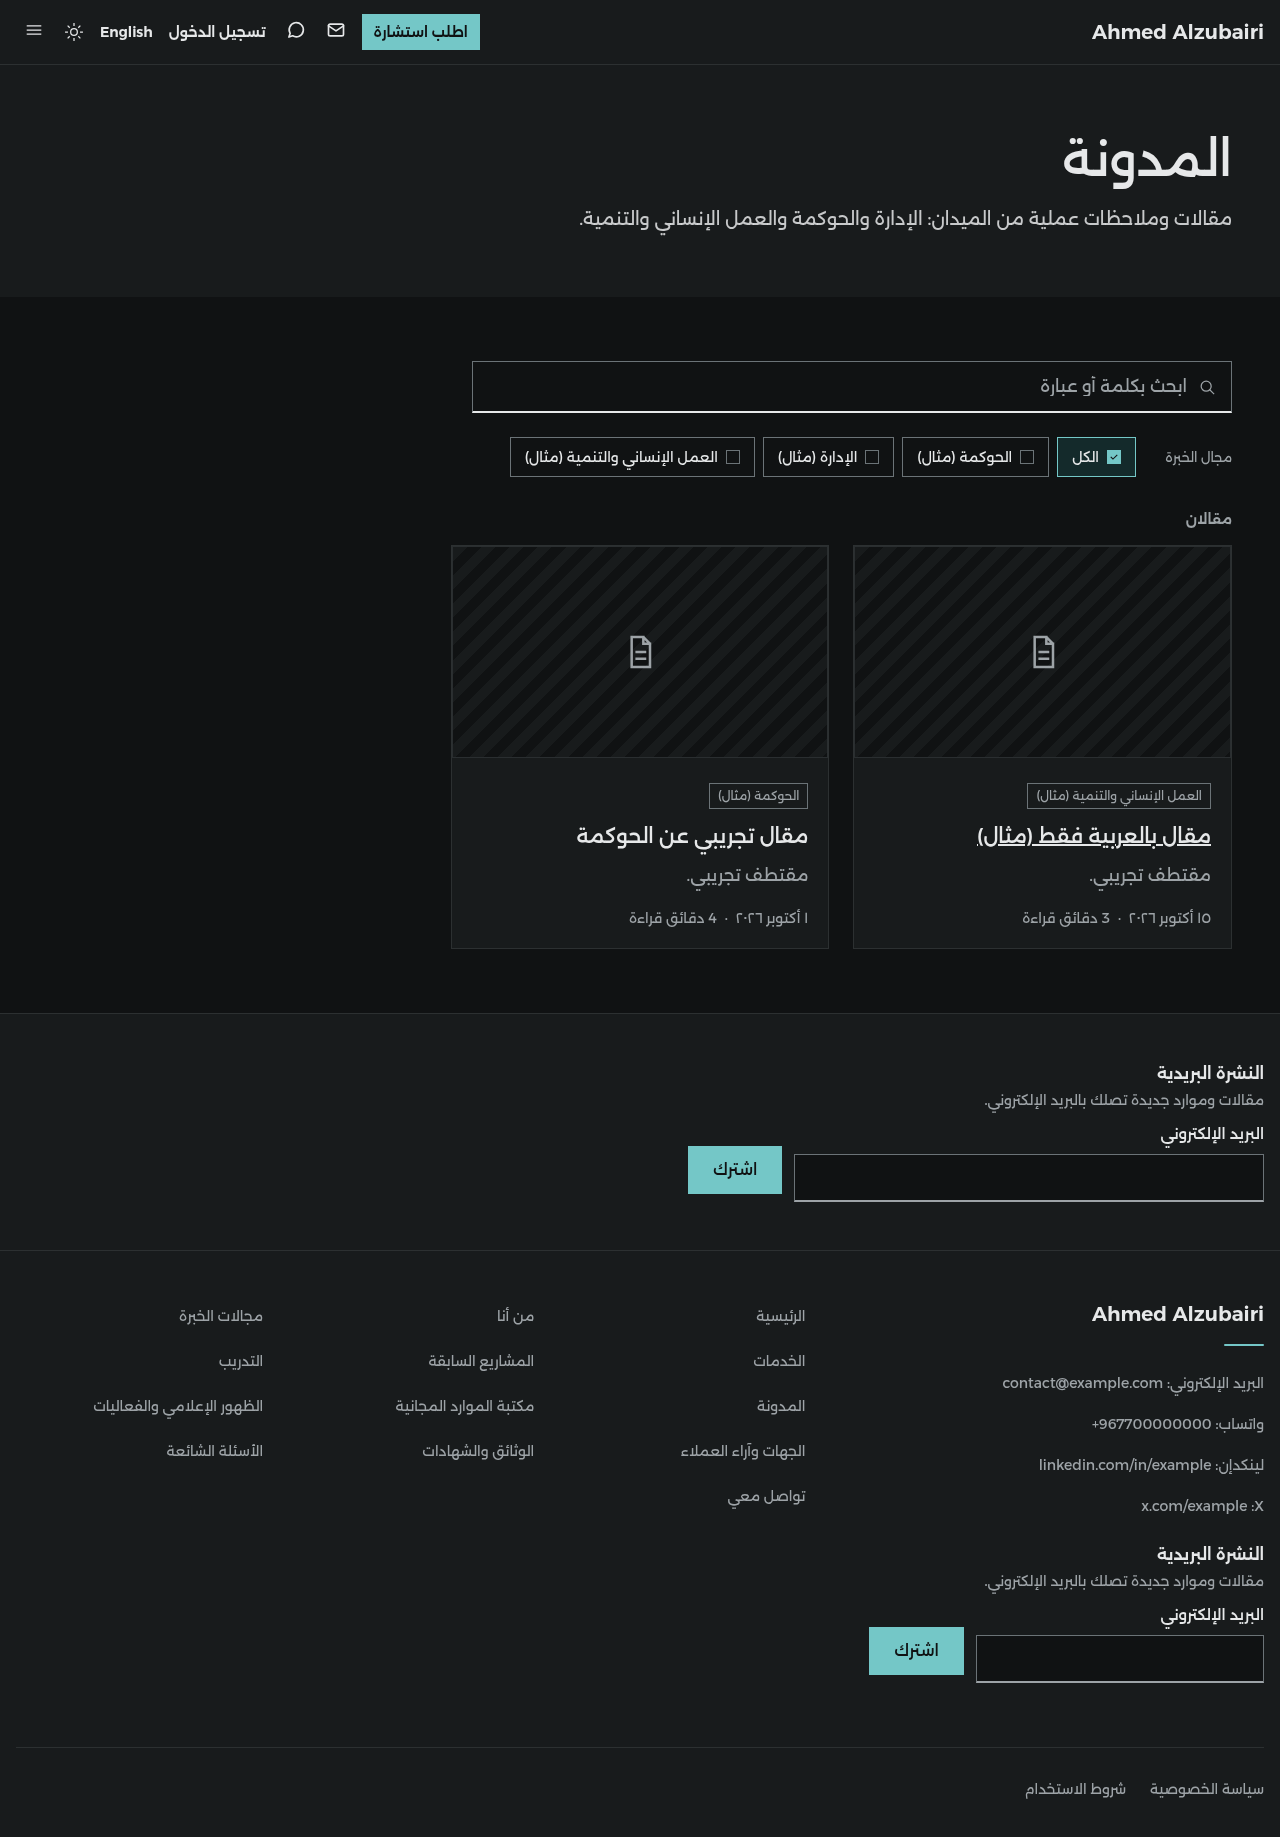 Ahmed Alzubairi
اطلب استشارة
تسجيل الدخول
English
المدونة
مقالات وملاحظات عملية من الميدان: الإدارة والحوكمة والعمل الإنساني والتنمية.
ابحث بكلمة أو عبارة
مجال الخبرة
الكل
الحوكمة (مثال)
الإدارة (مثال)
العمل الإنساني والتنمية (مثال)
مقالان
العمل الإنساني والتنمية (مثال)
مقال بالعربية فقط (مثال)
مقتطف تجريبي.
١٥ أكتوبر ٢٠٢٦ · 3 دقائق قراءة
الحوكمة (مثال)
مقال تجريبي عن الحوكمة
مقتطف تجريبي.
١ أكتوبر ٢٠٢٦ · 4 دقائق قراءة
النشرة البريدية
مقالات وموارد جديدة تصلك بالبريد الإلكتروني.
البريد الإلكتروني
اشترك
Ahmed Alzubairi
البريد الإلكتروني: contact@example.com
واتساب: 967700000000+
لينكدإن: linkedin.com/in/example
X: x.com/example
النشرة البريدية
مقالات وموارد جديدة تصلك بالبريد الإلكتروني.
البريد الإلكتروني
اشترك
الرئيسية
من أنا
مجالات الخبرة
الخدمات
المشاريع السابقة
التدريب
المدونة
مكتبة الموارد المجانية
الظهور الإعلامي والفعاليات
الجهات وآراء العملاء
الوثائق والشهادات
الأسئلة الشائعة
تواصل معي
سياسة الخصوصية
شروط الاستخدام